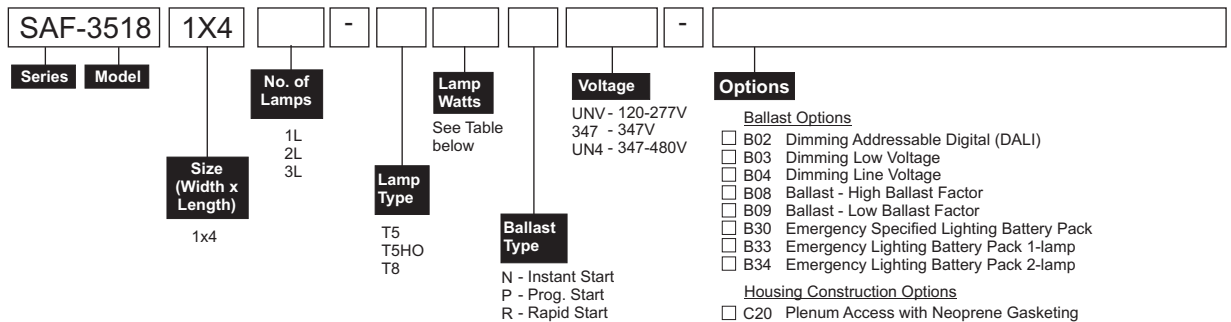 SAF-3518 1X4 - -
Series Model
No. of Lamps
Lamp Watts
Voltage
Options
1L
2L
3L
See Table below
UNV - 120-277V
347 - 347V
UN4 - 347-480V
Size (Width x Length)
1x4
Lamp Type
T5
T5HO
T8
Ballast Type
N - Instant Start
P - Prog. Start
R - Rapid Start
Ballast Options
B02 Dimming Addressable Digital (DALI)
B03 Dimming Low Voltage
B04 Dimming Line Voltage
B08 Ballast - High Ballast Factor
B09 Ballast - Low Ballast Factor
B30 Emergency Specified Lighting Battery Pack
B33 Emergency Lighting Battery Pack 1-lamp
B34 Emergency Lighting Battery Pack 2-lamp
Housing Construction Options
C20 Plenum Access with Neoprene Gasketing